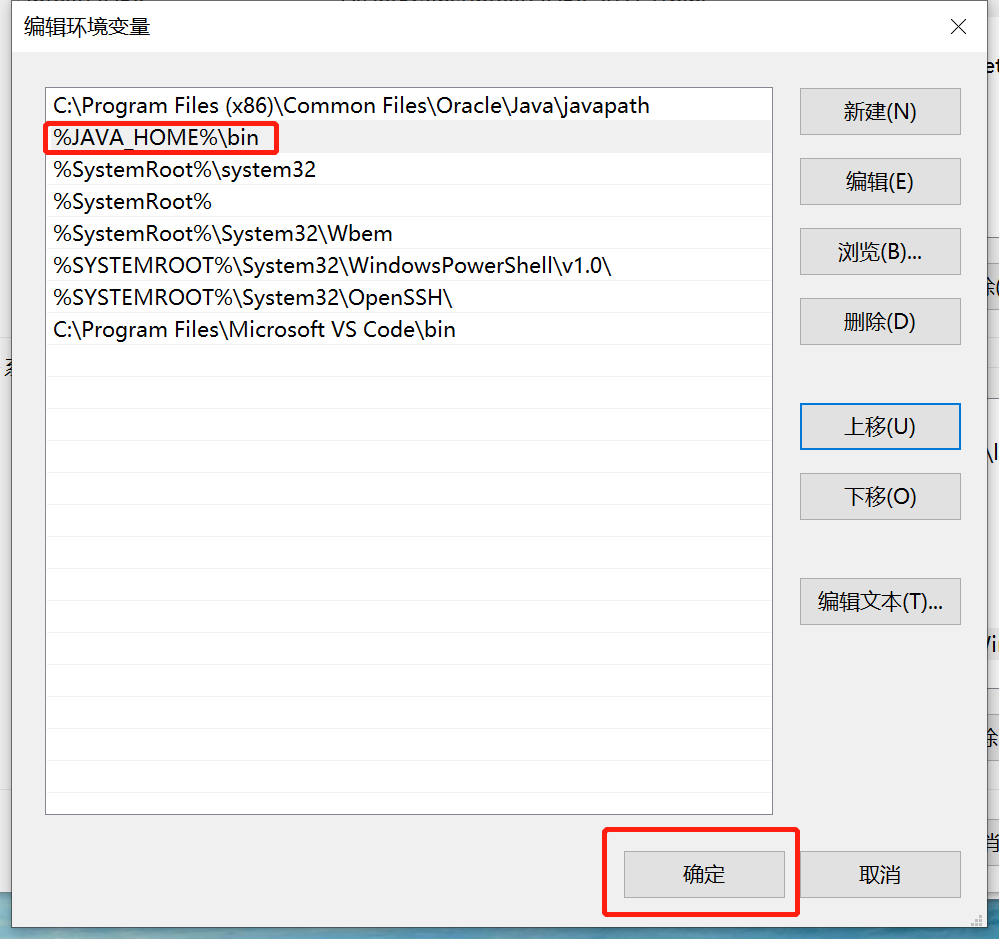 编辑环境变量
C:\Program Files (x86)\Common Files\Oracle\Java\javapath
%JAVA_HOME%\bin
%SystemRoot%\system32
%SystemRoot%
%SystemRoot%\System32\Wbem
%SYSTEMROOT%\System32\WindowsPowerShell\v1.0\
%SYSTEMROOT%\System32\OpenSSH\
C:\Program Files\Microsoft VS Code\bin
新建(N)
编辑(E)
浏览(B)...
删除(D)
上移(U)
下移(O)
编辑文本(T)...
确定
取消